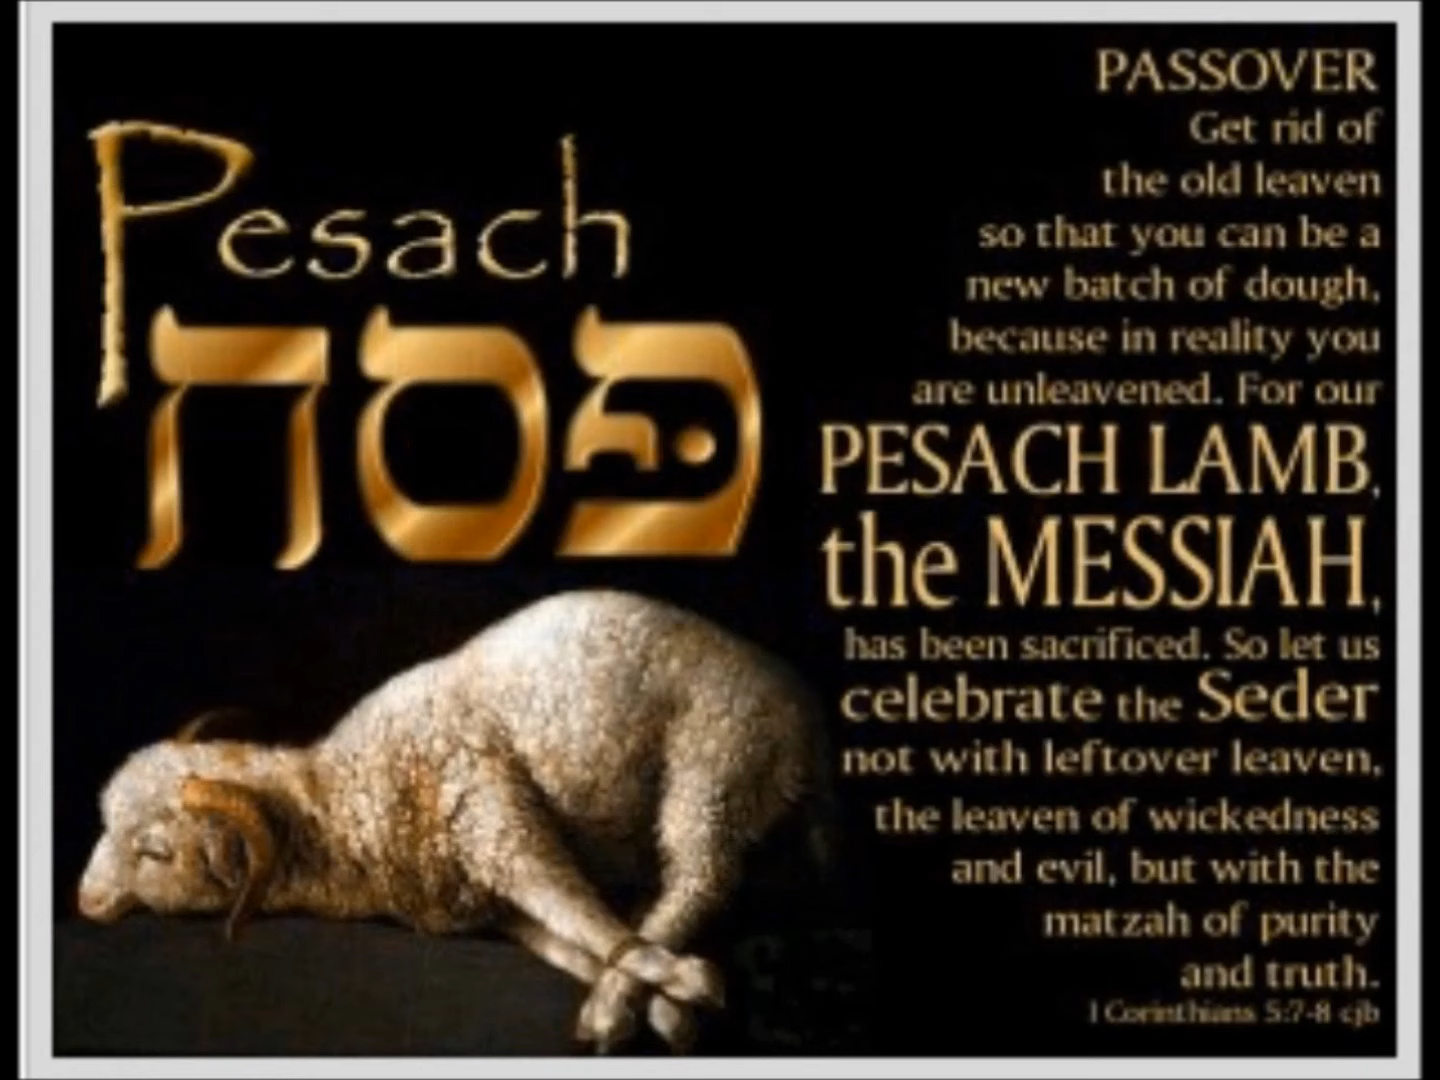 Pesach
פּסח
PASSOVER
Get rid of
the old leaven
so that you can be a
new batch of dough,
because in reality you
are unleavened. For our
PESACH LAMB,
the MESSIAH,
has been sacrificed. So let us
celebrate the Seder
not with leftover leaven,
the leaven of wickedness
and evil, but with the
matzah of purity
and truth.
1 Corinthians 5:7-8 cjb